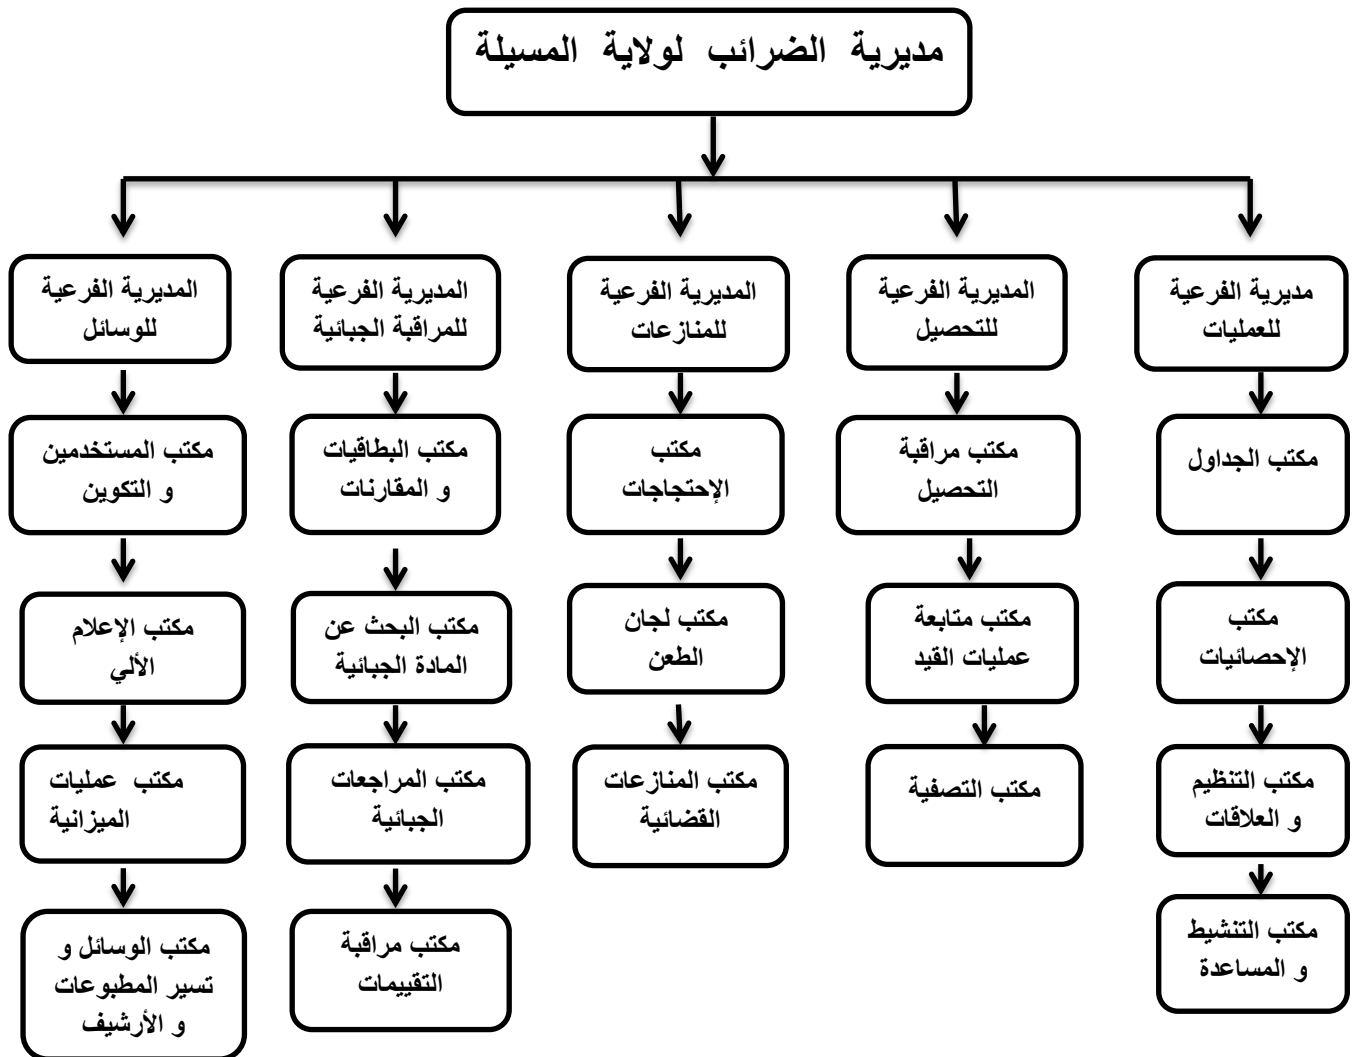 مديرية الضرائب لولاية المسيلة
مديرية الفرعية
للعمليات
المديرية الفرعية
للتحصيل
المديرية الفرعية
للمنازعات
المديرية الفرعية
للمراقبة الجبائية
المديرية الفرعية
للوسائل
مكتب الجداول
مكتب مراقبة
التحصيل
مكتب
الإحتجاجات
مكتب البطاقيات
و المقارنات
مكتب المستخدمين
و التكوين
مكتب
الإحصائيات
مكتب متابعة
عمليات القيد
مكتب لجان
الطعن
مكتب البحث عن
المادة الجبائية
مكتب الإعلام
الألي
مكتب التنظيم
و العلاقات
مكتب التصفية
مكتب المنازعات
القضائية
مكتب المراجعات
الجبائية
مكتب عمليات
الميزانية
مكتب التنشيط
و المساعدة
مكتب مراقبة
التقييمات
مكتب الوسائل و
تسير المطبوعات
و الأرشيف